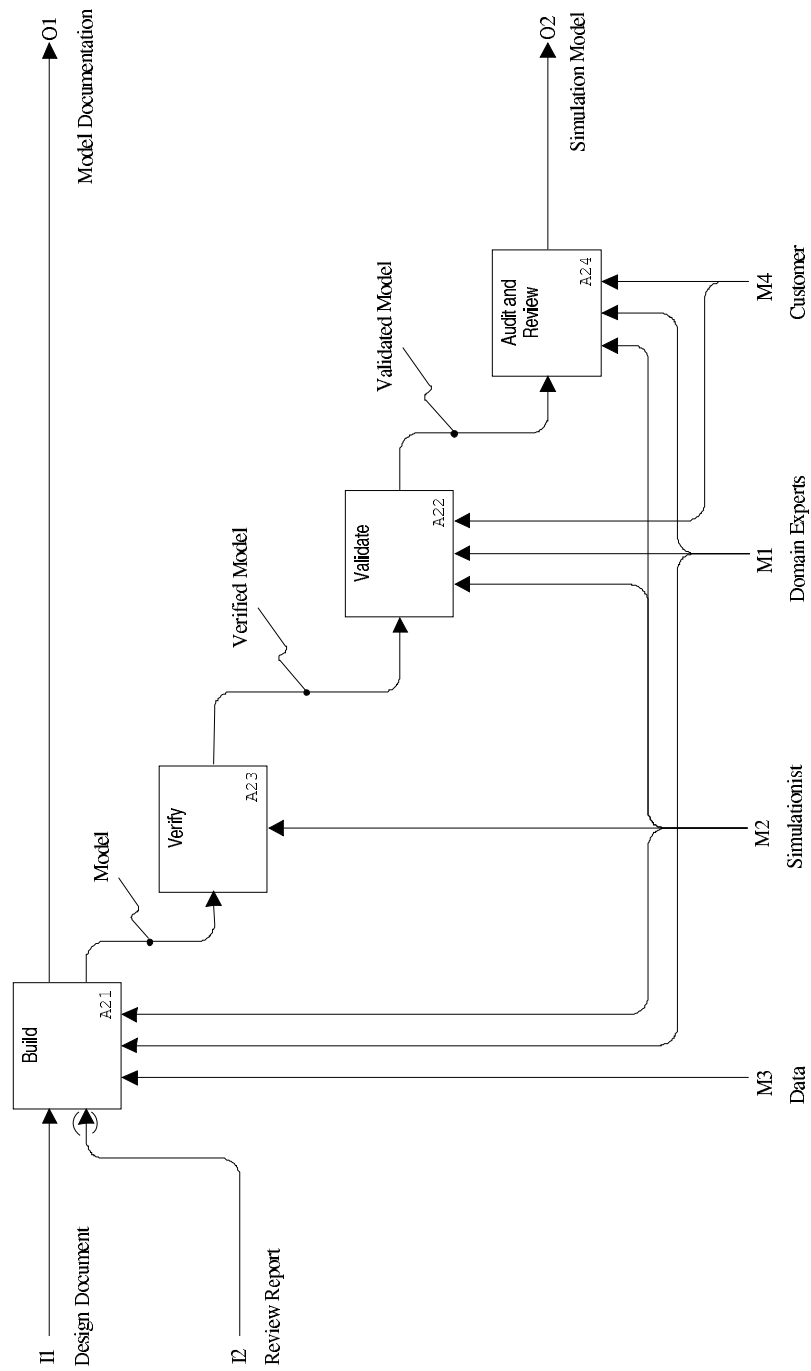 I1
Design Document
I2
Review Report
Build
A21
Model
Verify
A23
Verified Model
Validate
A22
Validated Model
Audit and
Review
A24
O1
Model Documentation
O2
Simulation Model
M3
Data
M2
Simulationist
M1
Domain Experts
M4
Customer